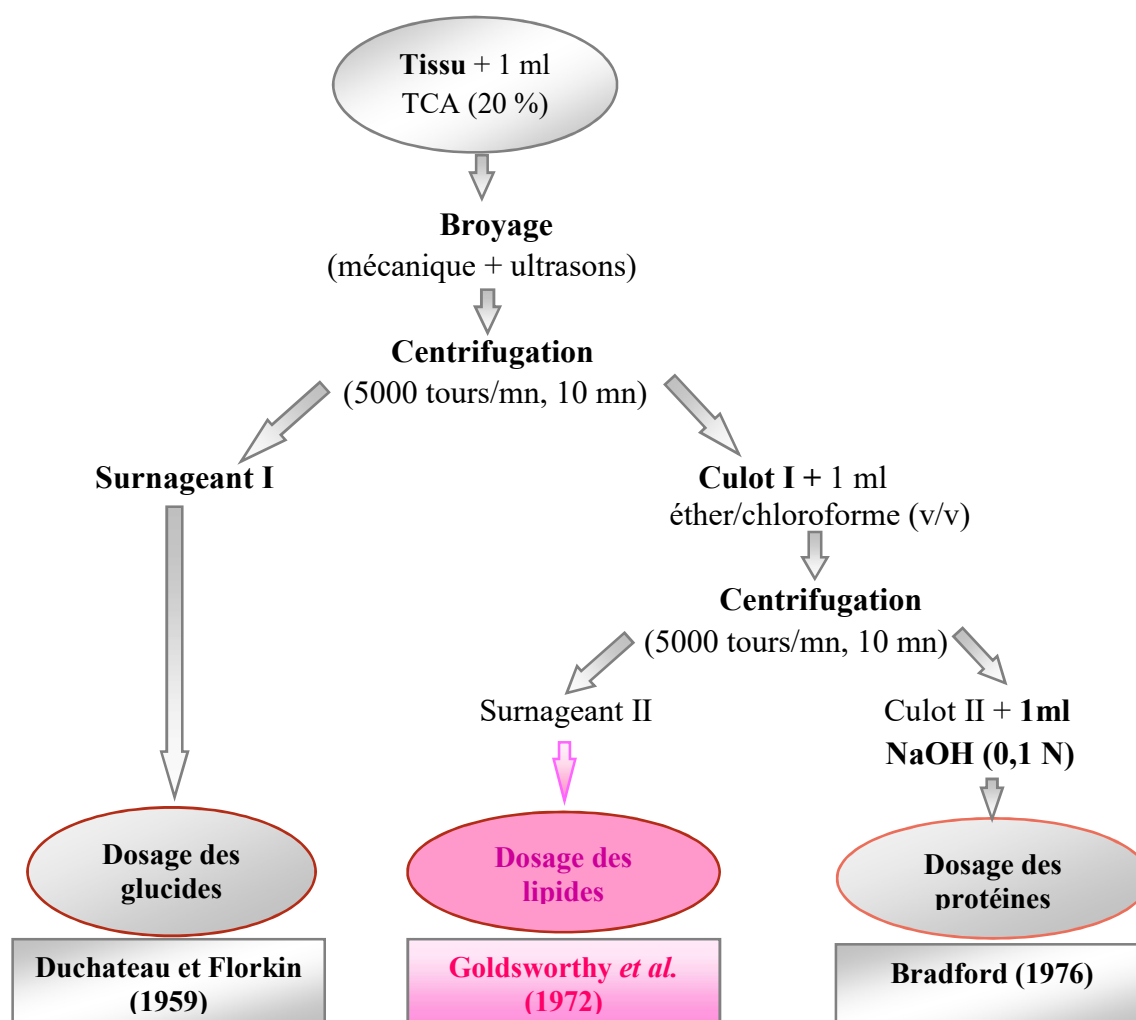 Tissu + 1 ml
TCA (20 %)
Broyage
(mécanique + ultrasons)
Centrifugation
(5000 tours/mn, 10 mn)
Surnageant I
Culot I + 1 ml
éther/chloroforme (v/v)
Centrifugation
(5000 tours/mn, 10 mn)
Surnageant II
Culot II + 1ml
NaOH (0,1 N)
Dosage des
glucides
Dosage des
lipides
Dosage des
protéines
Duchateau et Florkin
(1959)
Goldsworthy et al.
(1972)
Bradford (1976)